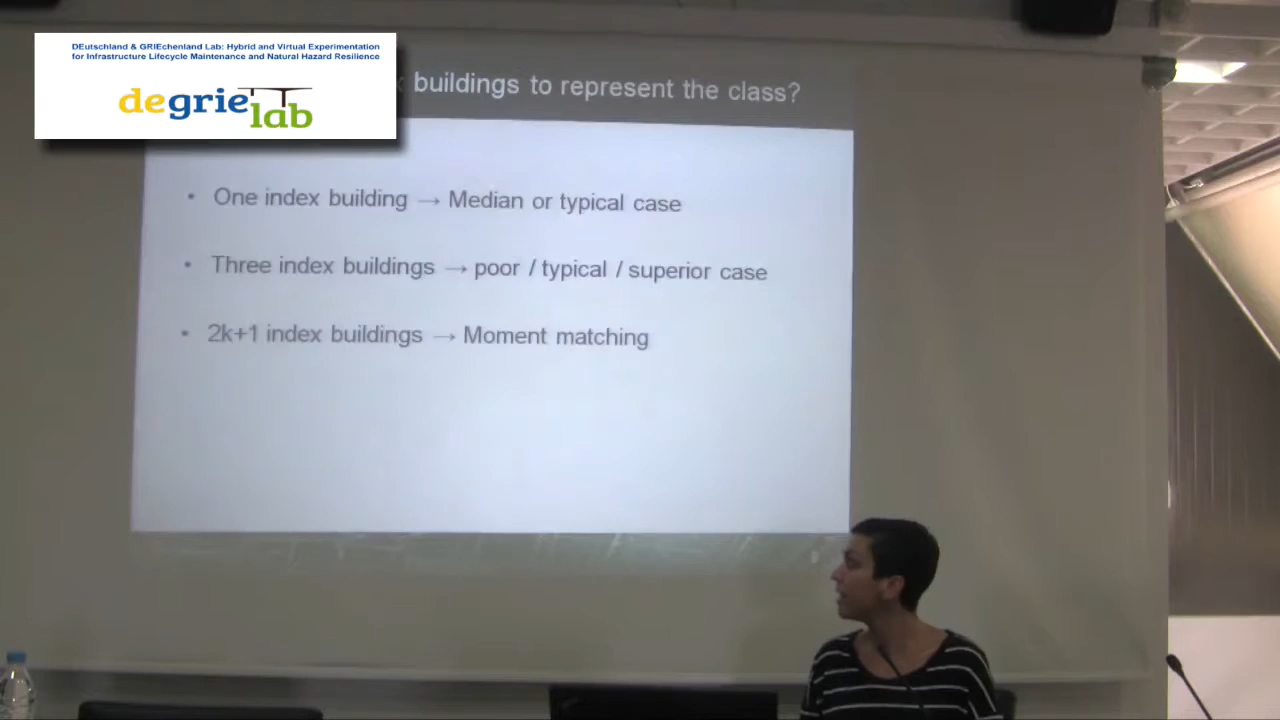 DEutschland & GRIEchenland Lab: Hybrid and Virtual Experimentation
for Infrastructure Lifecycle Maintenance and Natural Hazard Resilience
degrie
lab
buildings to represent the class?
• One index building → Median or typical case
• Three index buildings → poor / typical / superior case
• 2k+1 index buildings → Moment matching